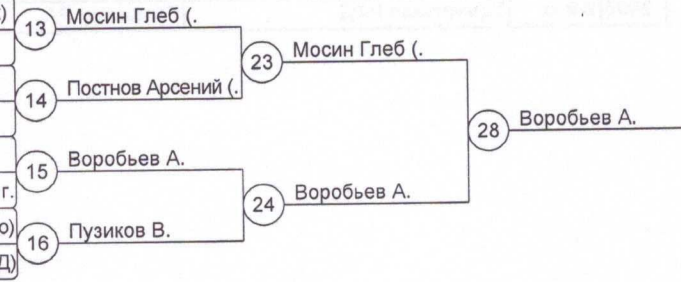 в)
13
Мосин Глеб (.
23
Мосин Глеб (.
14
Постнов Арсений (.
28
Воробьев А.
15
Воробьев А.
г.
24
Воробьев А.
о)
16
Пузиков В.
Д)